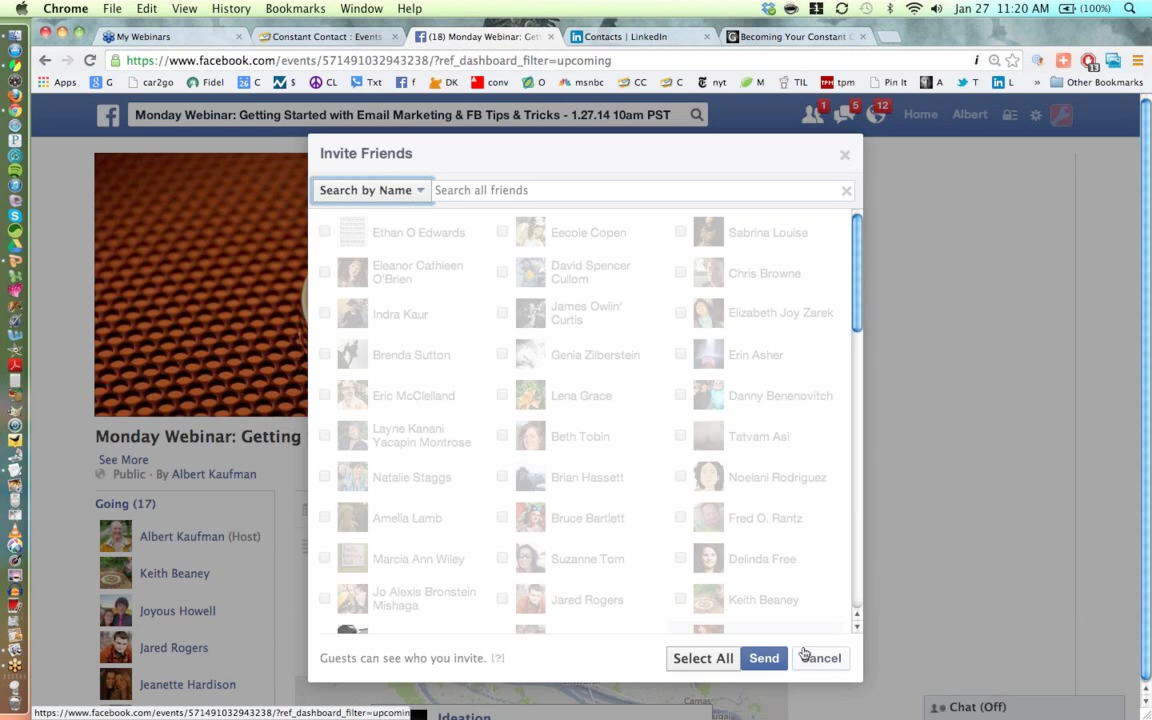 Chrome File Edit View History Bookmarks Window Help Jan 27 11:20 AM (100%)
My Webinars Constant Contact : Events (18) Monday Webinar: Get Contacts | LinkedIn Becoming Your Constant C
https://www.facebook.com/events/571491032943238/?ref_dashboard_filter=upcoming
Apps G car2go Fidel 26 C S CL Txt f DK conv O msnbc CC C nyt M TIL tpm Pin It A T L » Other Bookmarks
Monday Webinar: Getting Started with Email Marketing & FB Tips & Tricks - 1.27.14 10am PST 1 5 12 Home Albert
Invite Friends
Search by Name Search all friends
Ethan O Edwards Eecole Copen Sabrina Louise
Eleanor Cathleen O'Brien David Spencer Cullom Chris Browne
Indra Kaur James Owlin' Curtis Elizabeth Joy Zarek
Brenda Sutton Genia Zilberstein Erin Asher
Eric McClelland Lena Grace Danny Benenovitch
Layne Kanani Yacapin Montrose Beth Tobin Tatvam Asi
Natalie Staggs Brian Hassett Noelani Rodriguez
Amelia Lamb Bruce Bartlett Fred O. Rantz
Marcia Ann Wiley Suzanne Tom Delinda Free
Jo Alexis Bronstein Mishaga Jared Rogers Keith Beaney
Guests can see who you invite. [?] Select All Send Cancel
Monday Webinar: Getting
See More
Public · By Albert Kaufman
Going (17)
Albert Kaufman (Host)
Keith Beaney
Joyous Howell
Jared Rogers
Jeanette Hardison
Camas
Ideation
Chat (Off)
https://www.facebook.com/events/571491032943238/?ref_dashboard_filter=upcomin